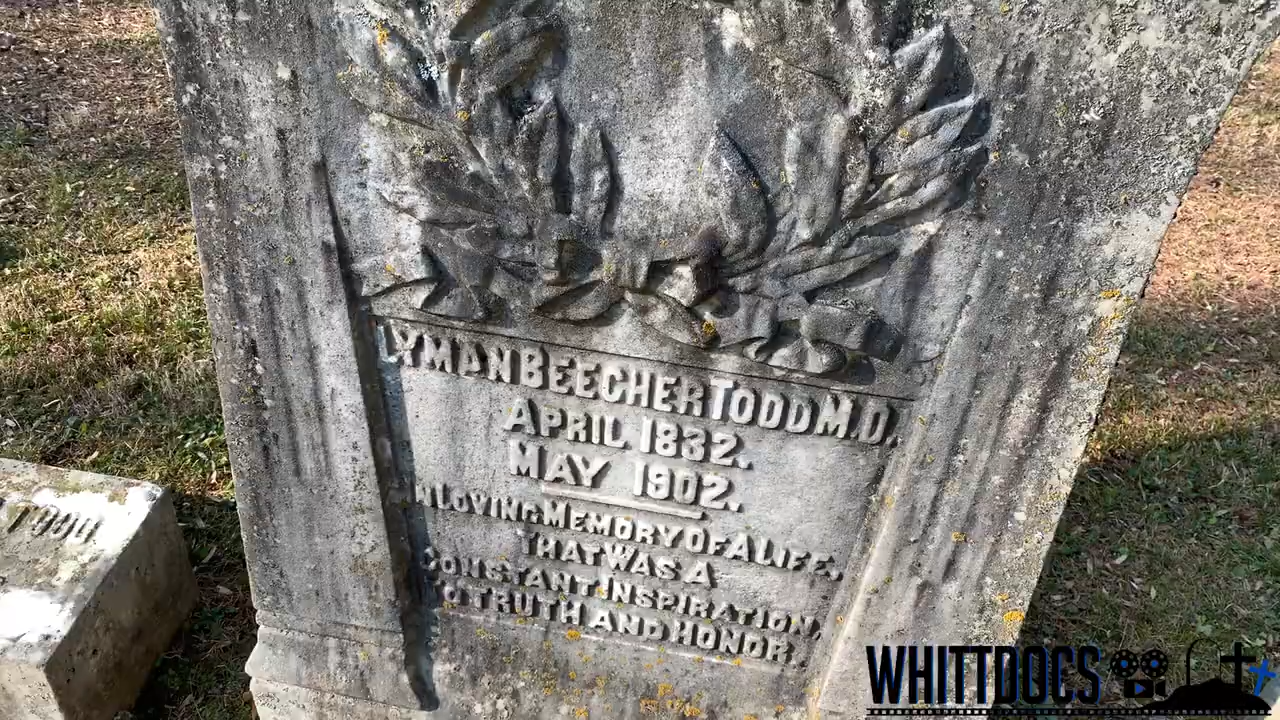 LYMAN BEECHER TODD M.D.
APRIL 1832.
MAY 1902.
IN LOVING MEMORY OF A LIFE,
THAT WAS A
CONSTANT INSPIRATION,
TO TRUTH AND HONOR.
TODD
WHITTDOCS